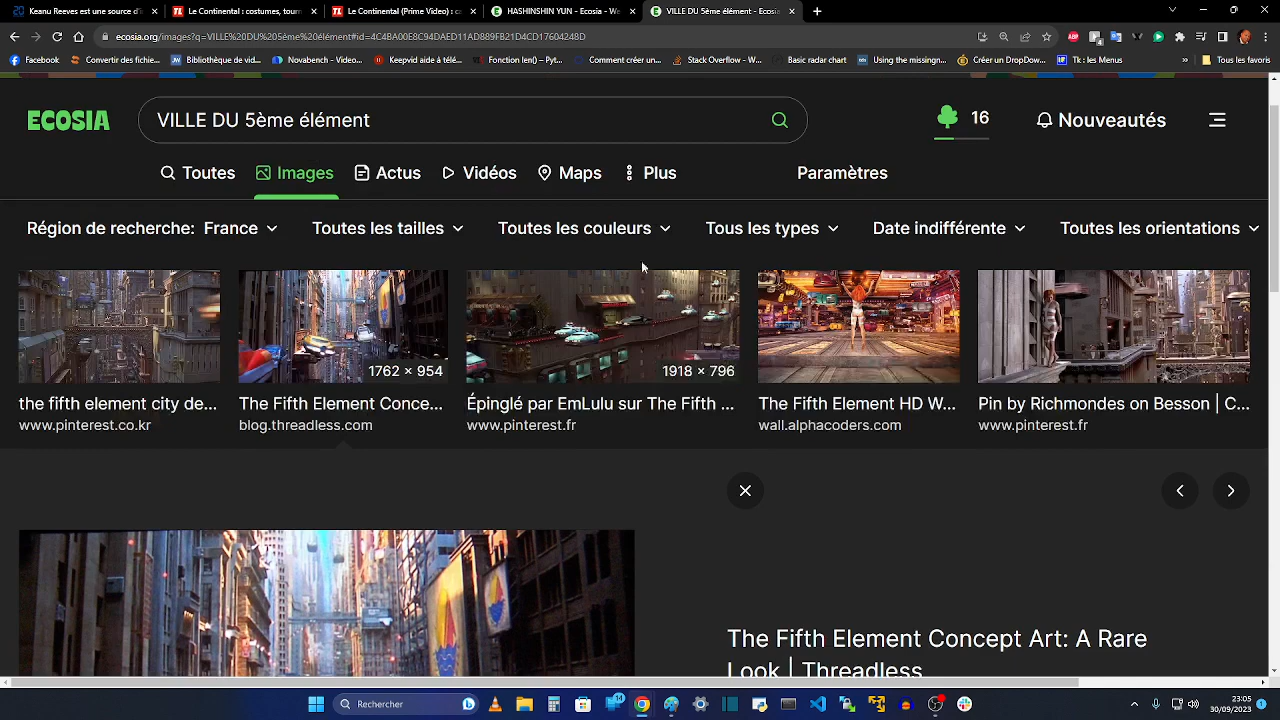 Keanu Reeves est une source d'i
Le Continental : costumes, tourn
Le Continental (Prime Video) : c
HASHINSHIN YUN - Ecosia - We
VILLE DU 5ème élément - Ecosi
ecosia.org/images?q=VILLE%20DU%205ème%20élément#id=4C4BA00E8C94DAED11AD889FB21D4CD17604248D
Facebook
Convertir des fichie...
Bibliothèque de vid...
Novabench - Video...
Keepvid aide à télé...
Fonction len() – Pyt...
Comment créer un...
Stack Overflow - W...
Basic radar chart
Using the missingn...
Créer un DropDow...
Tk : les Menus
»
Tous les favoris
ECOSIA
VILLE DU 5ème élément
16
Nouveautés
Toutes
Images
Actus
Vidéos
Maps
Plus
Paramètres
Région de recherche: France
Toutes les tailles
Toutes les couleurs
Tous les types
Date indifférente
Toutes les orientations
1762 × 954
1918 × 796
the fifth element city de...
The Fifth Element Conce...
Épinglé par EmLulu sur The Fifth ...
The Fifth Element HD W...
Pin by Richmondes on Besson | C...
www.pinterest.co.kr
blog.threadless.com
www.pinterest.fr
wall.alphacoders.com
www.pinterest.fr
The Fifth Element Concept Art: A Rare
Look | Threadless
Rechercher
14
23:05
30/09/2023